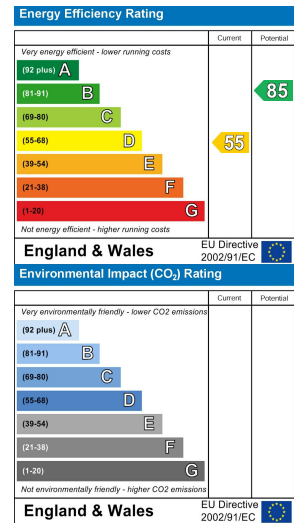 Energy Efficiency Rating
Current Potential
Very energy efficient - lower running costs
(92 plus) A
(81-91) B
(69-80) C
(55-68) D
(39-54) E
(21-38) F
(1-20) G
55
85
Not energy efficient - higher running costs
England & Wales
EU Directive
2002/91/EC
Environmental Impact (CO₂) Rating
Current Potential
Very environmentally friendly - lower CO2 emissions
(92 plus) A
(81-91) B
(69-80) C
(55-68) D
(39-54) E
(21-38) F
(1-20) G
Not environmentally friendly - higher CO2 emissions
England & Wales
EU Directive
2002/91/EC